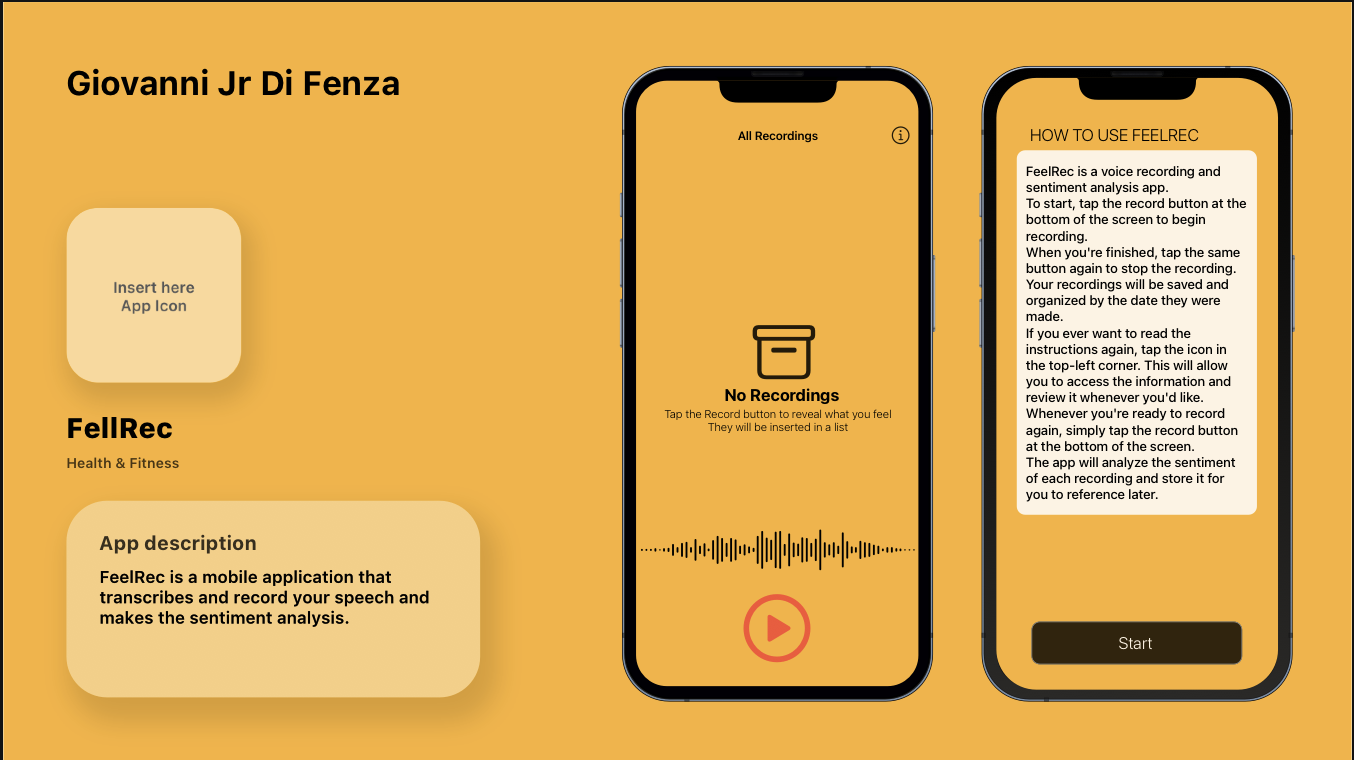 Giovanni Jr Di Fenza
Insert here
App Icon
FellRec
Health & Fitness
App description
FeelRec is a mobile application that
transcribes and record your speech and
makes the sentiment analysis.
All Recordings
No Recordings
Tap the Record button to reveal what you feel
They will be inserted in a list
HOW TO USE FEELREC
FeelRec is a voice recording and
sentiment analysis app.
To start, tap the record button at the
bottom of the screen to begin
recording.
When you're finished, tap the same
button again to stop the recording.
Your recordings will be saved and
organized by the date they were
made.
If you ever want to read the
instructions again, tap the icon in
the top-left corner. This will allow
you to access the information and
review it whenever you'd like.
Whenever you're ready to record
again, simply tap the record button
at the bottom of the screen.
The app will analyze the sentiment
of each recording and store it for
you to reference later.
Start